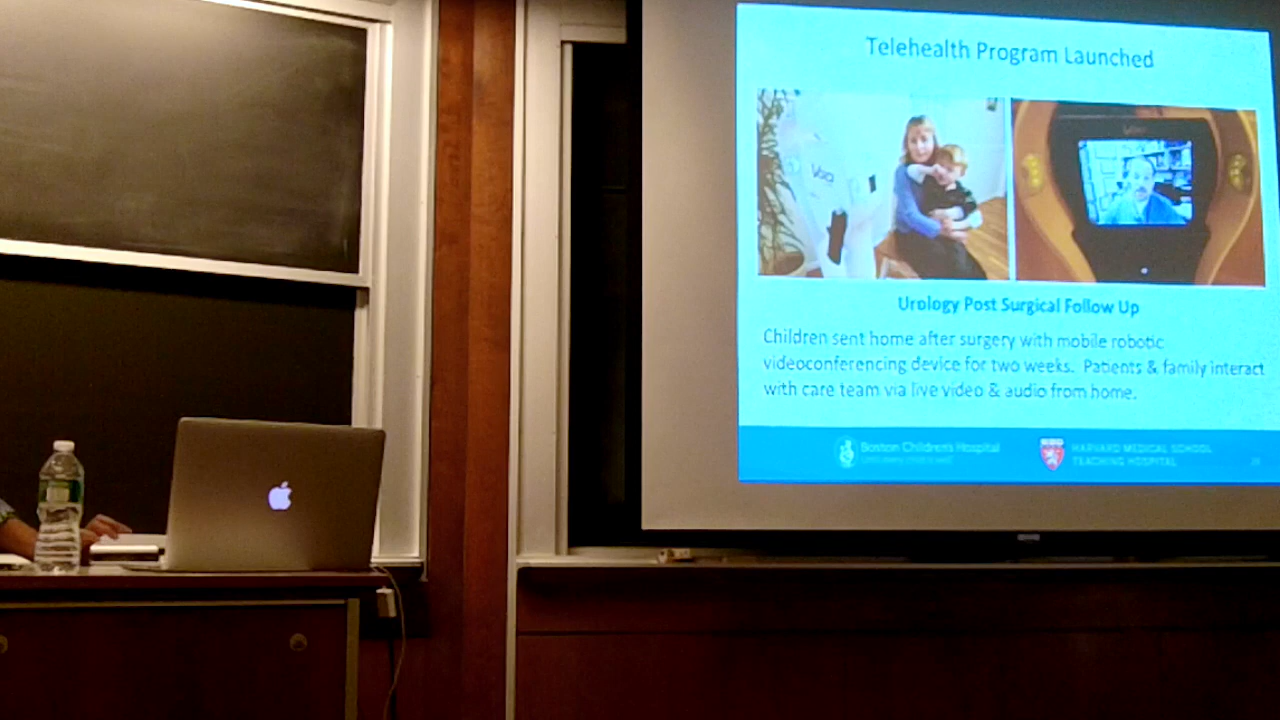 Telehealth Program Launched
Urology Post Surgical Follow Up
Children sent home after surgery with mobile robotic
videoconferencing device for two weeks. Patients & family interact
with care team via live video & audio from home.
Boston Children's Hospital
HARVARD MEDICAL SCHOOL
TEACHING HOSPITAL